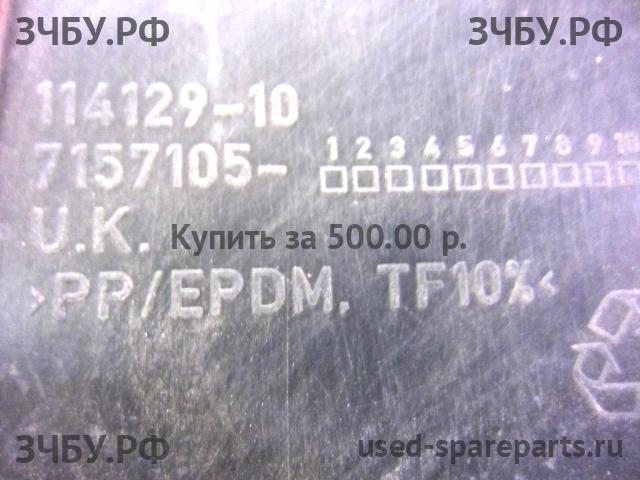 ЗЧБУ.РФ ЗЧБУ.РФ
114129-10
7157105- 1 2 3 4 5 6 7 8 9 10
U.K.
Купить за 500.00 р.
>PP/EPDM. TF10%<
ЗЧБУ.РФ used-spareparts.ru